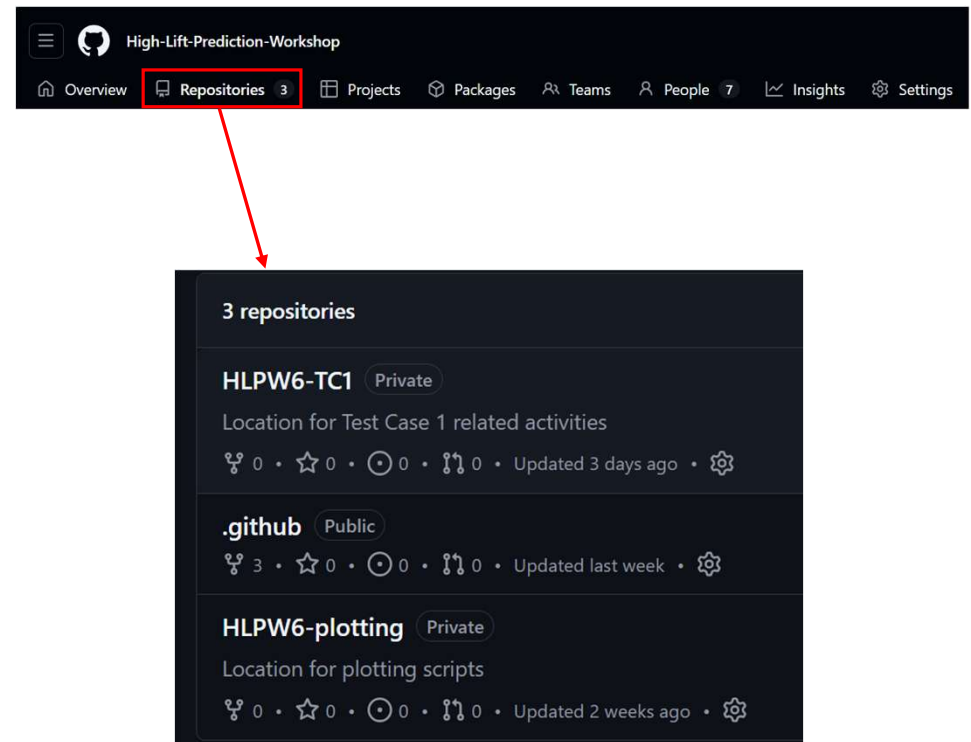 High-Lift-Prediction-Workshop
Overview Repositories 3 Projects Packages Teams People 7 Insights Settings
3 repositories
HLPW6-TC1 Private
Location for Test Case 1 related activities
0 • 0 • 0 • 0 • Updated 3 days ago •
.github Public
3 • 0 • 0 • 0 • Updated last week •
HLPW6-plotting Private
Location for plotting scripts
0 • 0 • 0 • 0 • Updated 2 weeks ago •